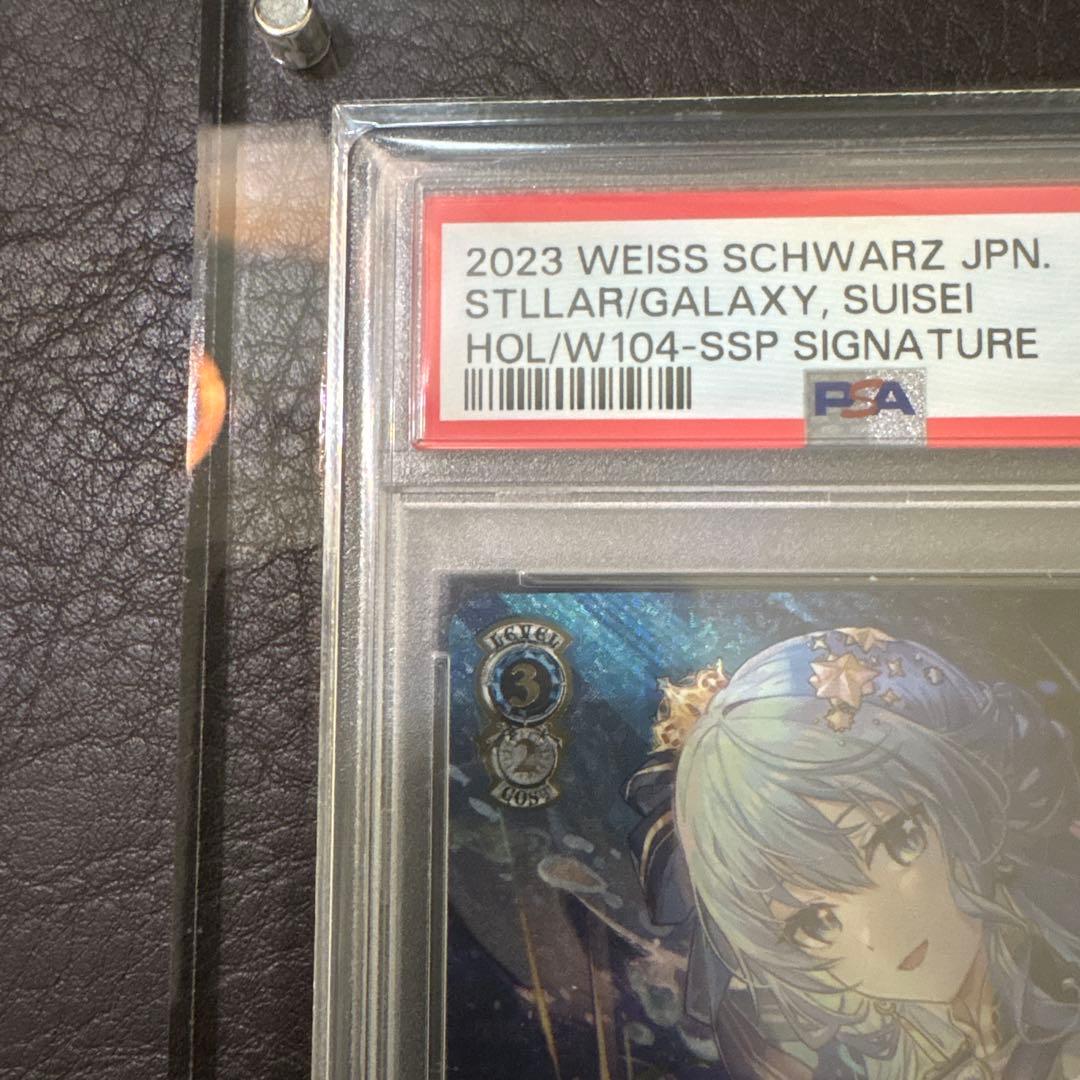 2023 WEISS SCHWARZ JPN.
STLLAR/GALAXY, SUISEI
HOL/W104-SSP SIGNATURE
PSA
LEVEL
3
2
COST